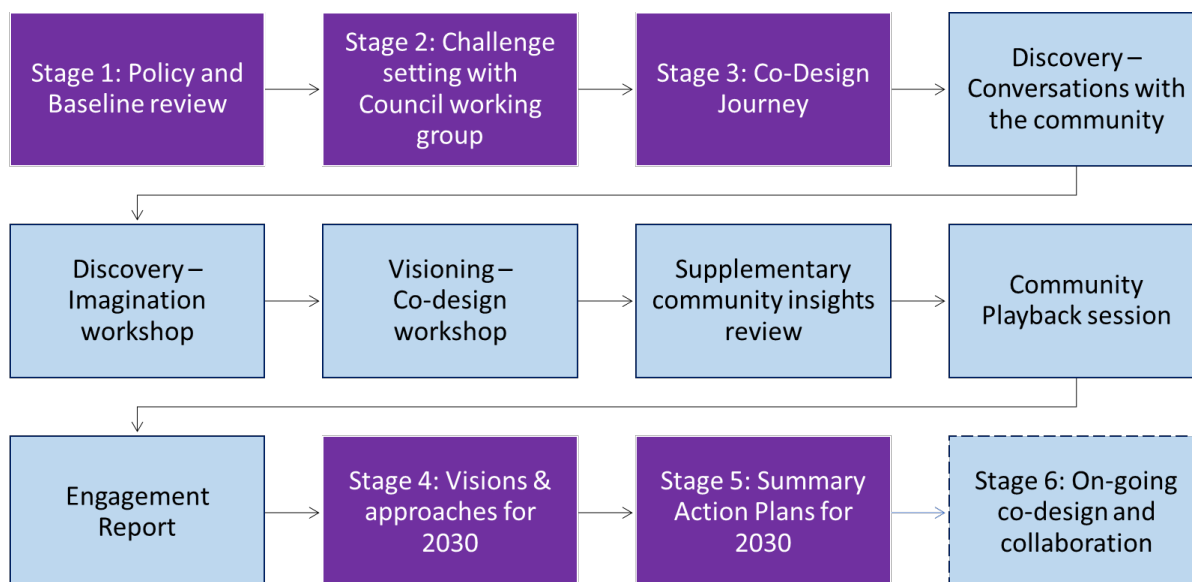 Stage 1: Policy and
Baseline review
Stage 2: Challenge
setting with
Council working
group
Stage 3: Co-Design
Journey
Discovery –
Conversations with
the community
Discovery –
Imagination
workshop
Visioning –
Co-design
workshop
Supplementary
community insights
review
Community
Playback session
Engagement
Report
Stage 4: Visions &
approaches for
2030
Stage 5: Summary
Action Plans for
2030
Stage 6: On-going
co-design and
collaboration